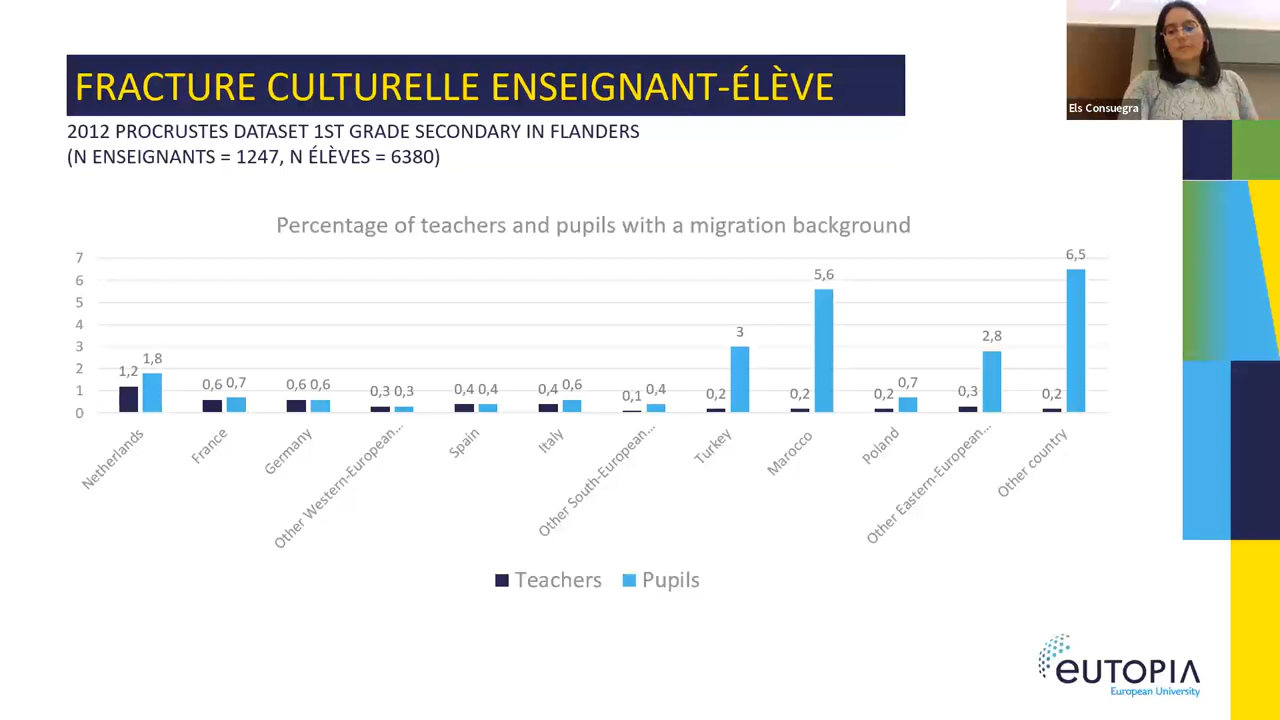 Els Consuegra
FRACTURE CULTURELLE ENSEIGNANT-ÉLÈVE
2012 PROCRUSTES DATASET 1ST GRADE SECONDARY IN FLANDERS
(N ENSEIGNANTS = 1247, N ÉLÈVES = 6380)
Percentage of teachers and pupils with a migration background
7
6
5
4
3
2
1
0
1,2 1,8
0,6 0,7
0,6 0,6
0,3 0,3
0,4 0,4
0,4 0,6
0,1 0,4
0,2 3
0,2 5,6
0,2 0,7
0,3 2,8
0,2 6,5
Netherlands
France
Germany
Other Western-European...
Spain
Italy
Other South-European...
Turkey
Marocco
Poland
Other Eastern-European...
Other country
Teachers Pupils
eUTOPIA
European University